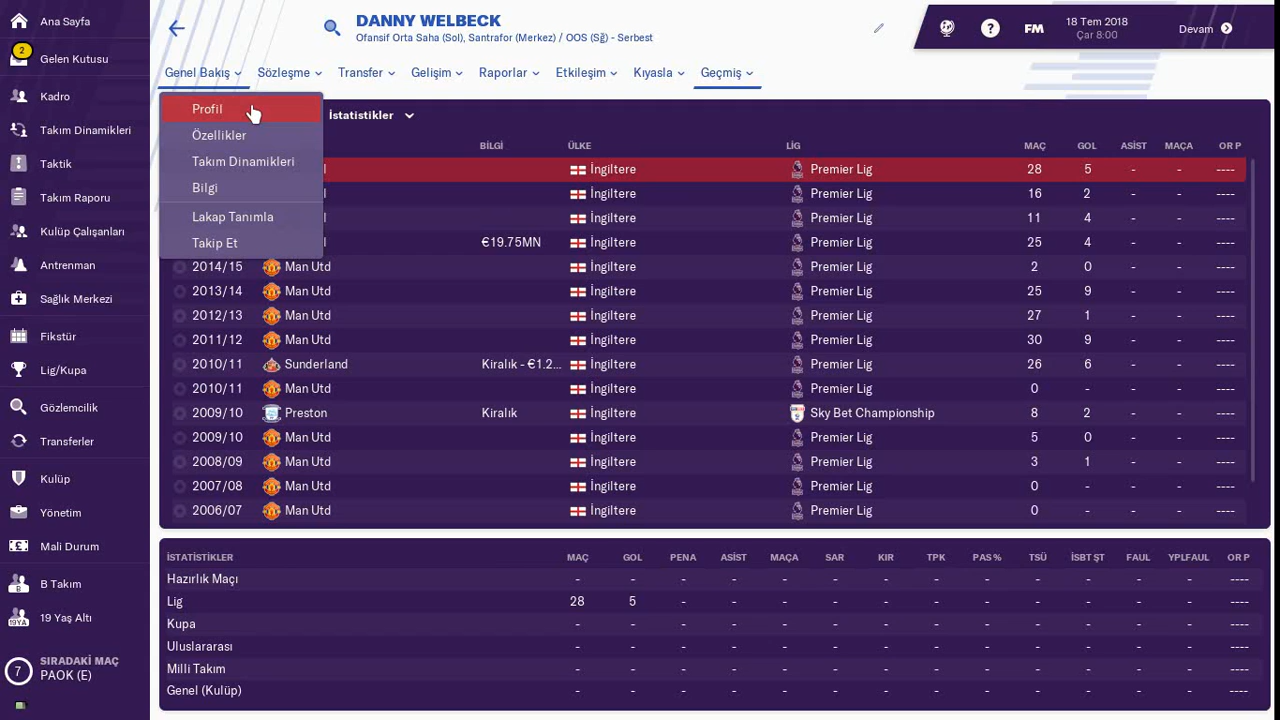 Ana Sayfa
2
Gelen Kutusu
Kadro
Takım Dinamikleri
Taktik
Takım Raporu
Kulüp Çalışanları
Antrenman
Sağlık Merkezi
Fikstür
Lig/Kupa
Gözlemcilik
Transferler
Kulüp
Yönetim
Mali Durum
B
B Takım
19YA
19 Yaş Altı
7
SIRADAKİ MAÇ
PAOK (E)
DANNY WELBECK
Ofansif Orta Saha (Sol), Santrafor (Merkez) / OOS (Sğ) - Serbest
? FM
18 Tem 2018
Çar 8:00
Devam
Genel Bakış Sözleşme Transfer Gelişim Raporlar Etkileşim Kıyasla Geçmiş
Profil
Özellikler
Takım Dinamikleri
Bilgi
Lakap Tanımla
Takip Et
İstatistikler
BİLGİ ÜLKE LİG MAÇ GOL ASİST MAÇA OR P
İngiltere Premier Lig 28 5 - - ----
İngiltere Premier Lig 16 2 - - ----
İngiltere Premier Lig 11 4 - - ----
€19.75MN İngiltere Premier Lig 25 4 - - ----
2014/15 Man Utd İngiltere Premier Lig 2 0 - - ----
2013/14 Man Utd İngiltere Premier Lig 25 9 - - ----
2012/13 Man Utd İngiltere Premier Lig 27 1 - - ----
2011/12 Man Utd İngiltere Premier Lig 30 9 - - ----
2010/11 Sunderland Kiralık - €1.2... İngiltere Premier Lig 26 6 - - ----
2010/11 Man Utd İngiltere Premier Lig 0 - - - ----
2009/10 Preston Kiralık İngiltere Sky Bet Championship 8 2 - - ----
2009/10 Man Utd İngiltere Premier Lig 5 0 - - ----
2008/09 Man Utd İngiltere Premier Lig 3 1 - - ----
2007/08 Man Utd İngiltere Premier Lig 0 - - - ----
2006/07 Man Utd İngiltere Premier Lig 0 - - - ----
İSTATİSTİKLER MAÇ GOL PENA ASİST MAÇA SAR KIR TPK PAS % TSÜ İSBT ŞT FAUL YPLFAUL OR P
Hazırlık Maçı - - - - - - - - - - - - - ----
Lig 28 5 - - - - - - - - - - - ----
Kupa - - - - - - - - - - - - - ----
Uluslararası - - - - - - - - - - - - - ----
Milli Takım - - - - - - - - - - - - - ----
Genel (Kulüp) - - - - - - - - - - - - - ----